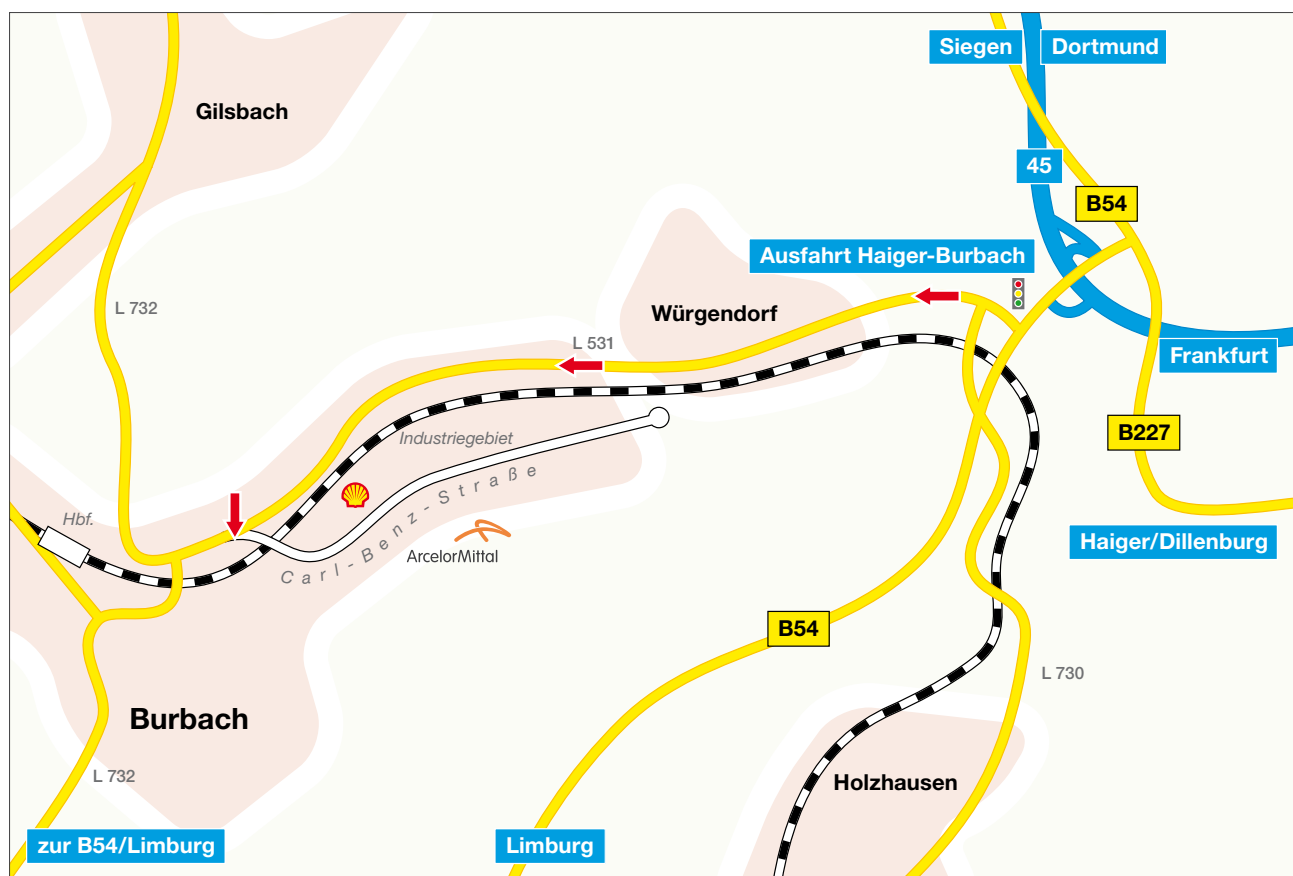 Siegen
Dortmund
Gilsbach
45
B54
Ausfahrt Haiger-Burbach
L 732
Würgendorf
L 531
Frankfurt
B227
Industriegebiet
Hbf.
Carl-Benz-Straße
ArcelorMittal
Haiger/Dillenburg
B54
L 730
Burbach
L 732
Holzhausen
zur B54/Limburg
Limburg